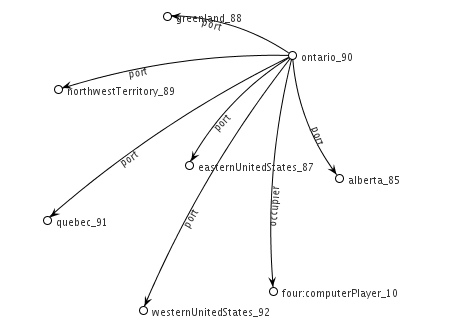 greenland_88
port
ontario_90
port
northwestTerritory_89
port
port
port
easternUnitedStates_87
alberta_85
occupier
port
quebec_91
four:computerPlayer_10
westernUnitedStates_92